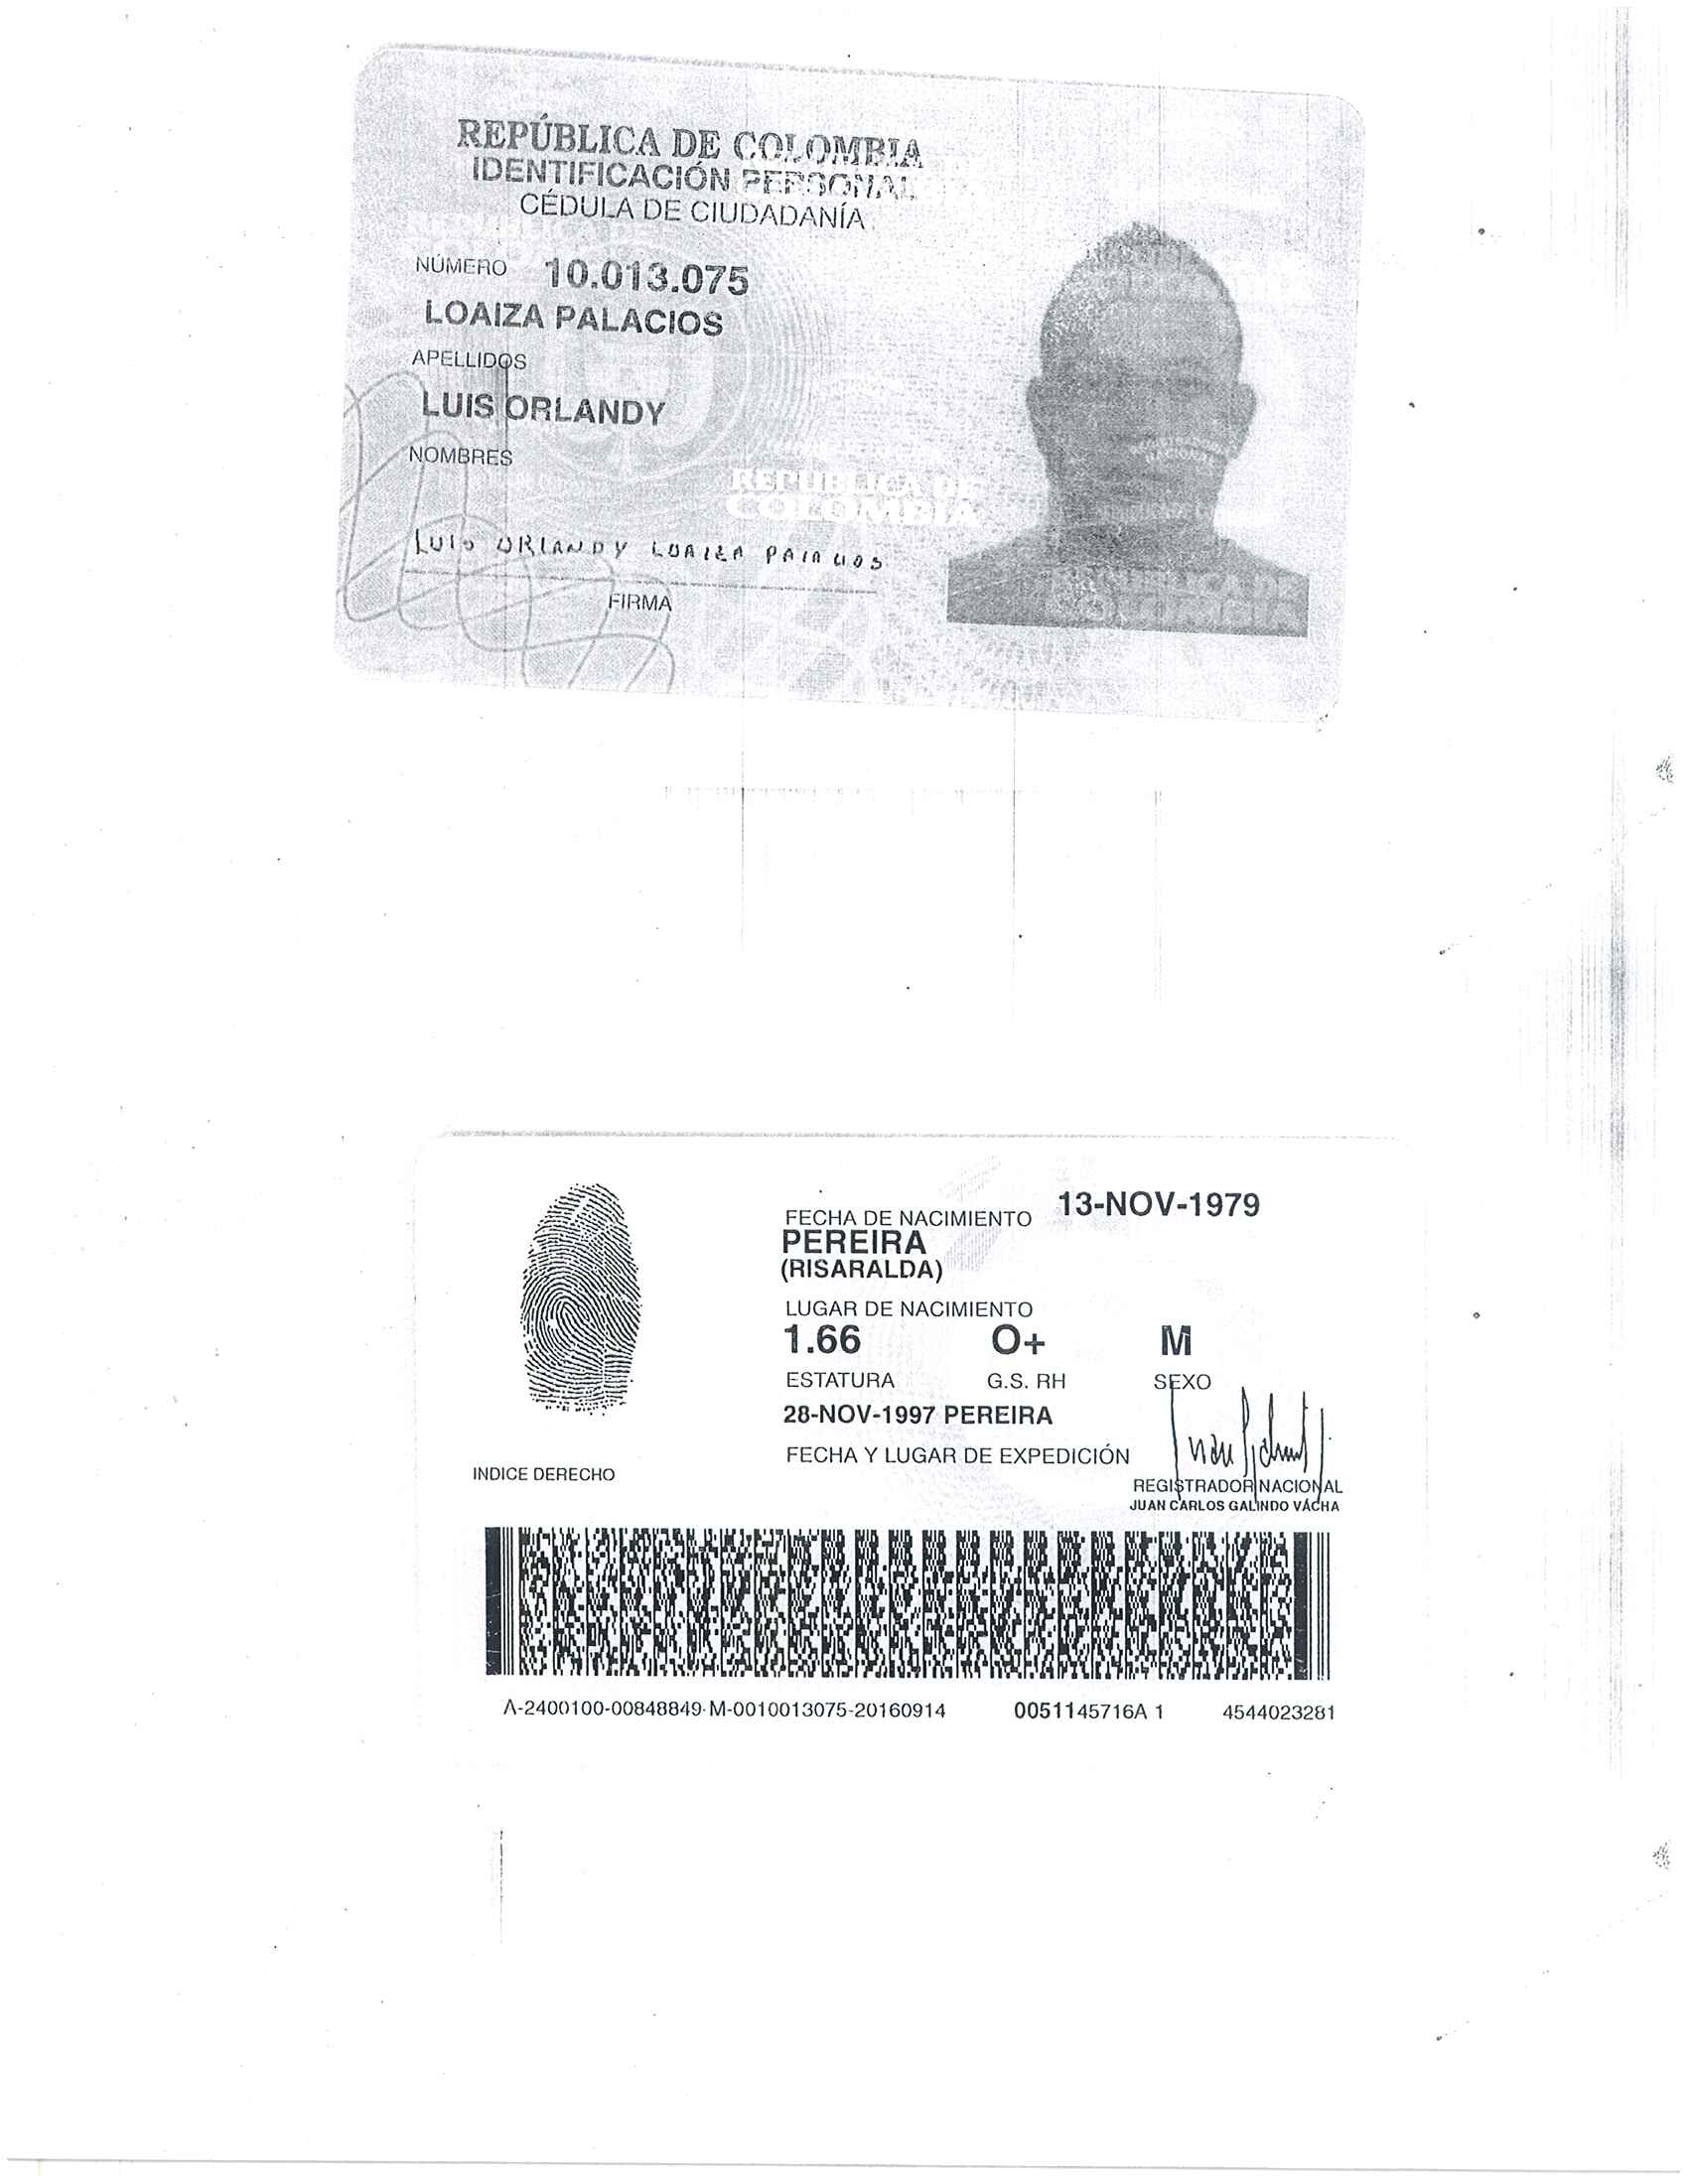 REPÚBLICA DE COLOMBIA
IDENTIFICACIÓN PERSONAL
CÉDULA DE CIUDADANÍA
NÚMERO 10.013.075
LOAIZA PALACIOS
APELLIDOS
LUIS ORLANDY
NOMBRES
REPUBLICA DE
COLOMBIA
LUIS ORLANDY LOAIZA PALACIOS
FIRMA
FECHA DE NACIMIENTO 13-NOV-1979
PEREIRA
(RISARALDA)
LUGAR DE NACIMIENTO
1.66 O+ M
ESTATURA G.S. RH SEXO
28-NOV-1997 PEREIRA
FECHA Y LUGAR DE EXPEDICIÓN
INDICE DERECHO
REGISTRADOR NACIONAL
JUAN CARLOS GALINDO VÁCHA
A-2400100-00848849-M-0010013075-20160914 0051145716A 1 4544023281